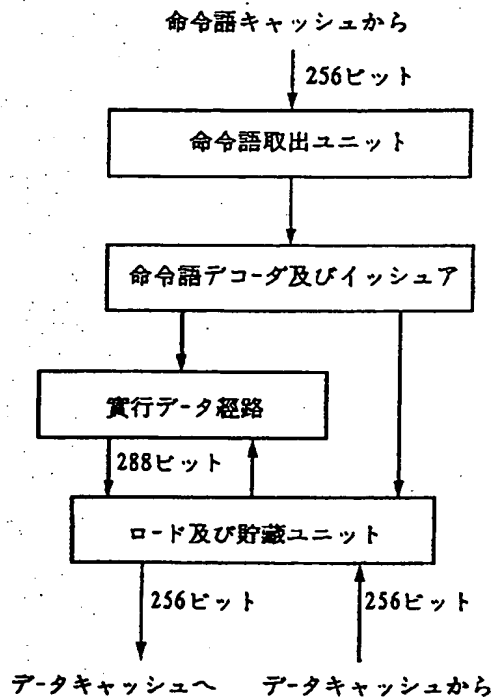 命令語キャッシュから
256ビット
命令語取出ユニット
命令語デコーダ及びイッシュア
實行データ経路
288ビット
ロード及び貯蔵ユニット
256ビット 256ビット
データキャッシュへ データキャッシュから